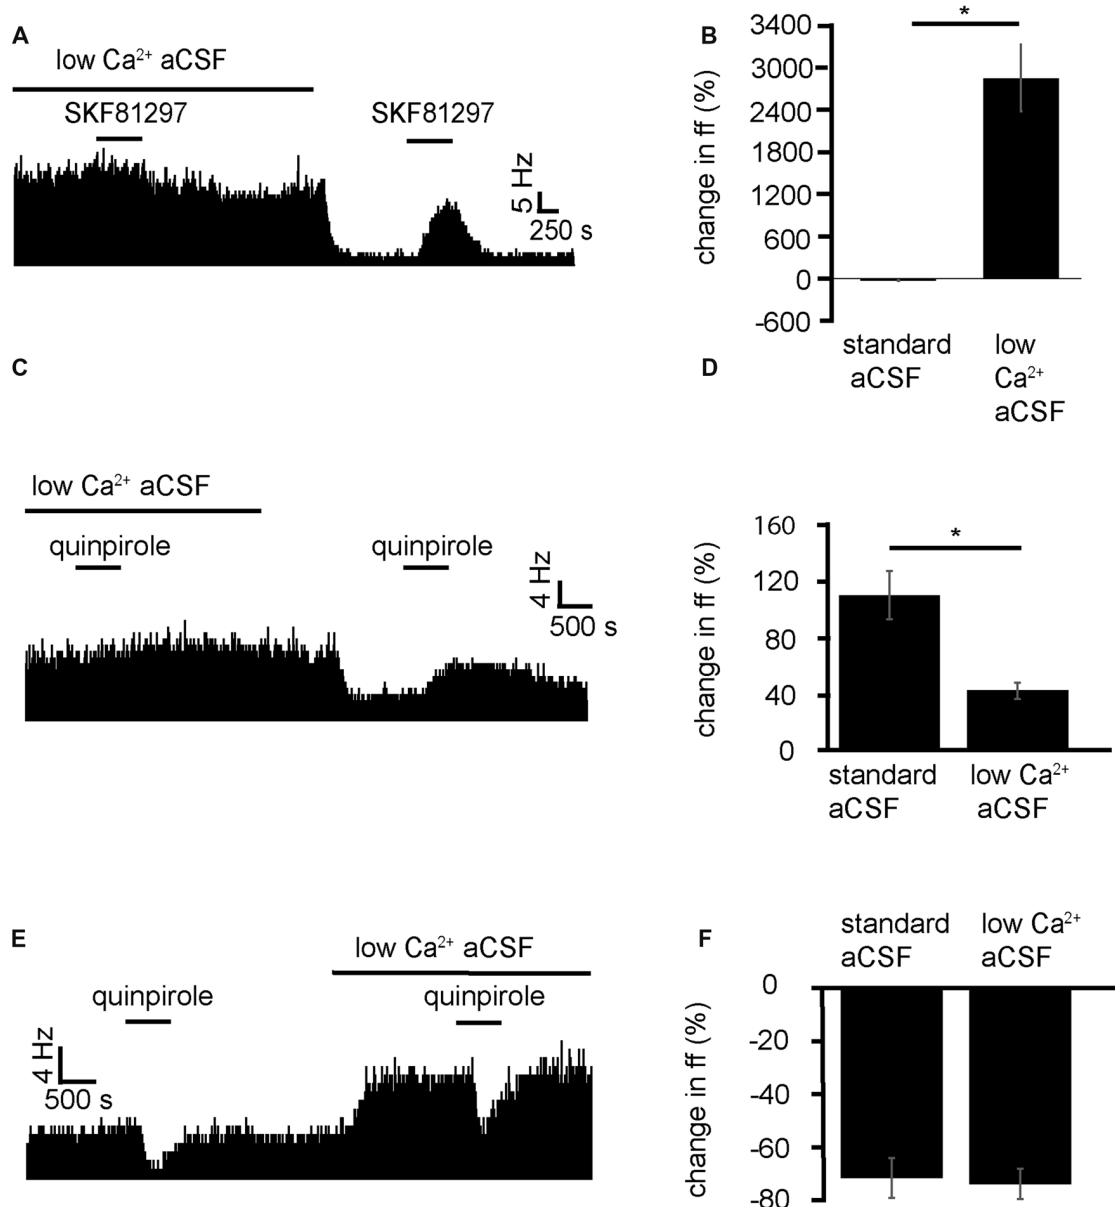 A
low Ca²⁺ aCSF
SKF81297
SKF81297
5 Hz
250 s
B
*
change in ff (%)
3400
3000
2400
1800
1200
600
0
-600
standard
aCSF
low
Ca²⁺
aCSF
C
low Ca²⁺ aCSF
quinpirole
quinpirole
4 Hz
500 s
D
*
change in ff (%)
160
120
80
40
0
standard
aCSF
low Ca²⁺
aCSF
E
low Ca²⁺ aCSF
quinpirole
quinpirole
4 Hz
500 s
F
standard
aCSF
low Ca²⁺
aCSF
change in ff (%)
0
-20
-40
-60
-80